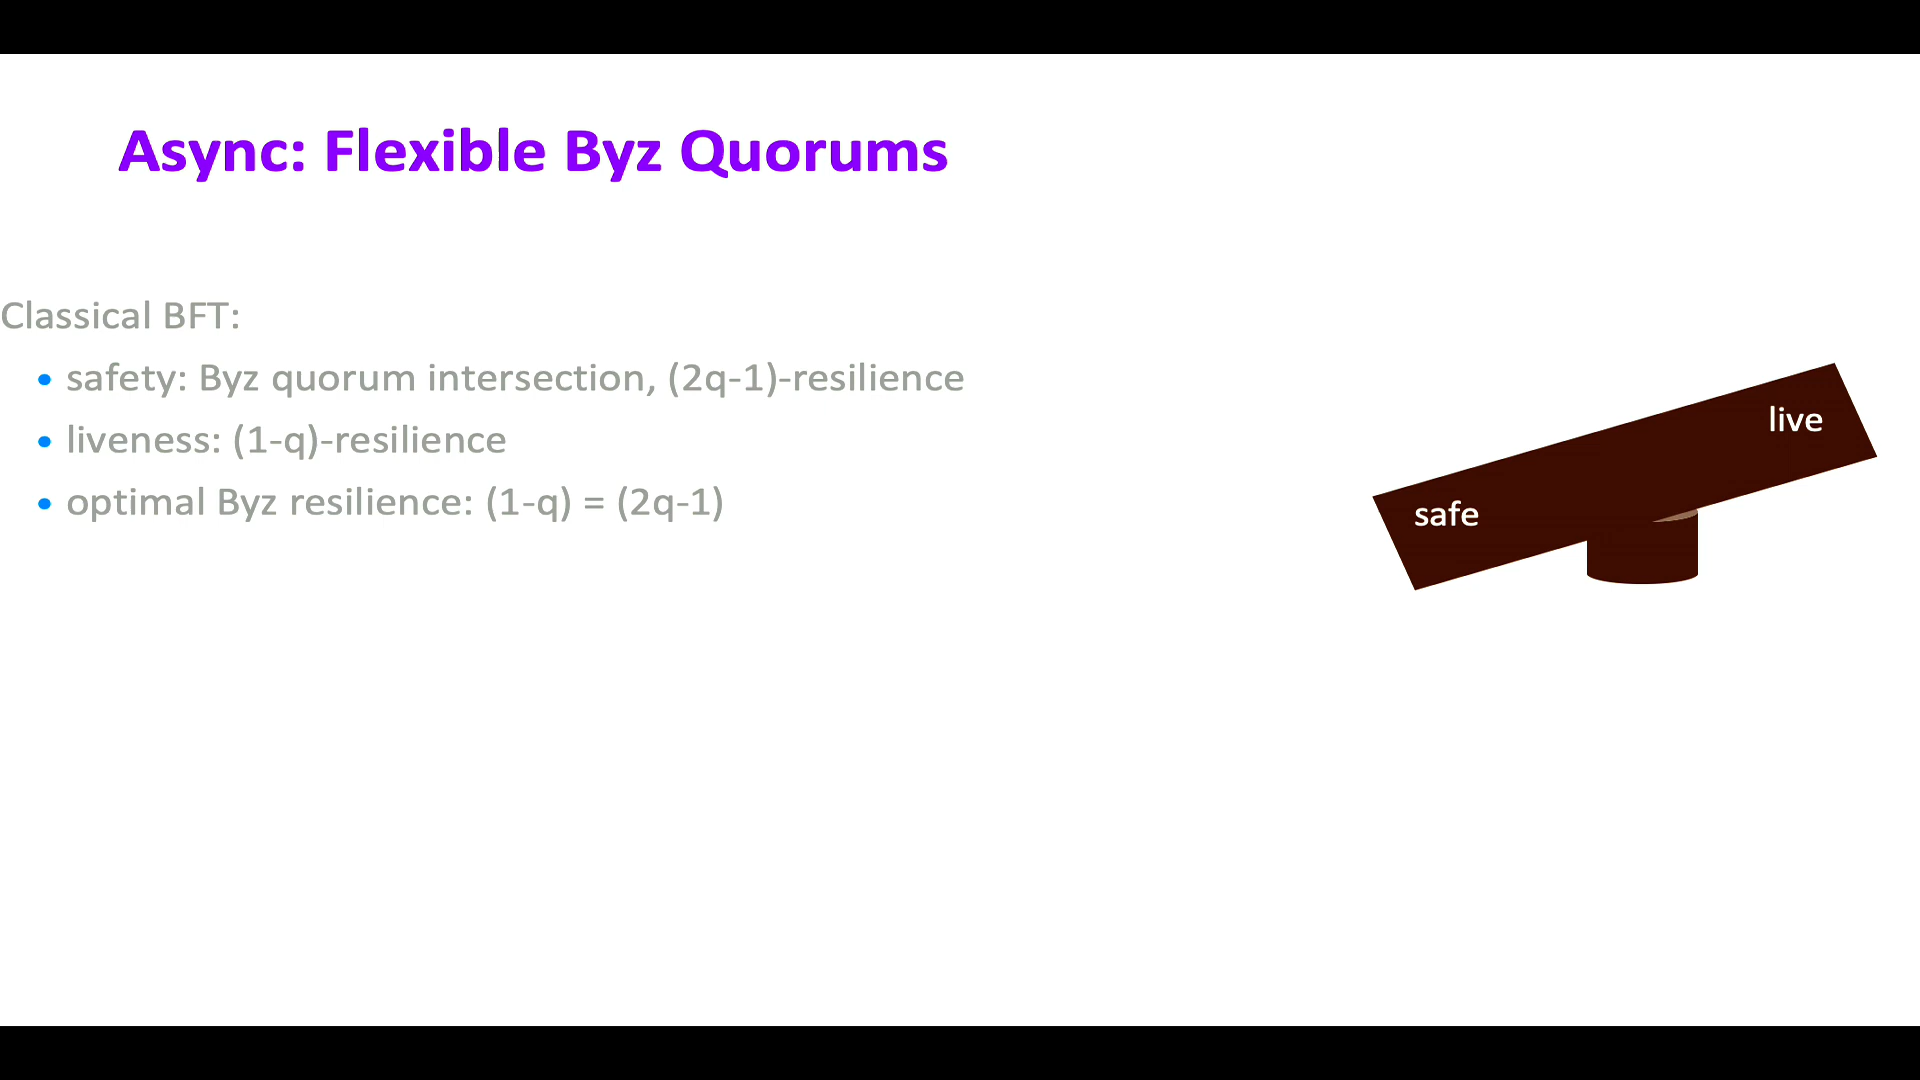 Async: Flexible Byz Quorums
Classical BFT:
• safety: Byz quorum intersection, (2q-1)-resilience
• liveness: (1-q)-resilience
• optimal Byz resilience: (1-q) = (2q-1)
live
safe